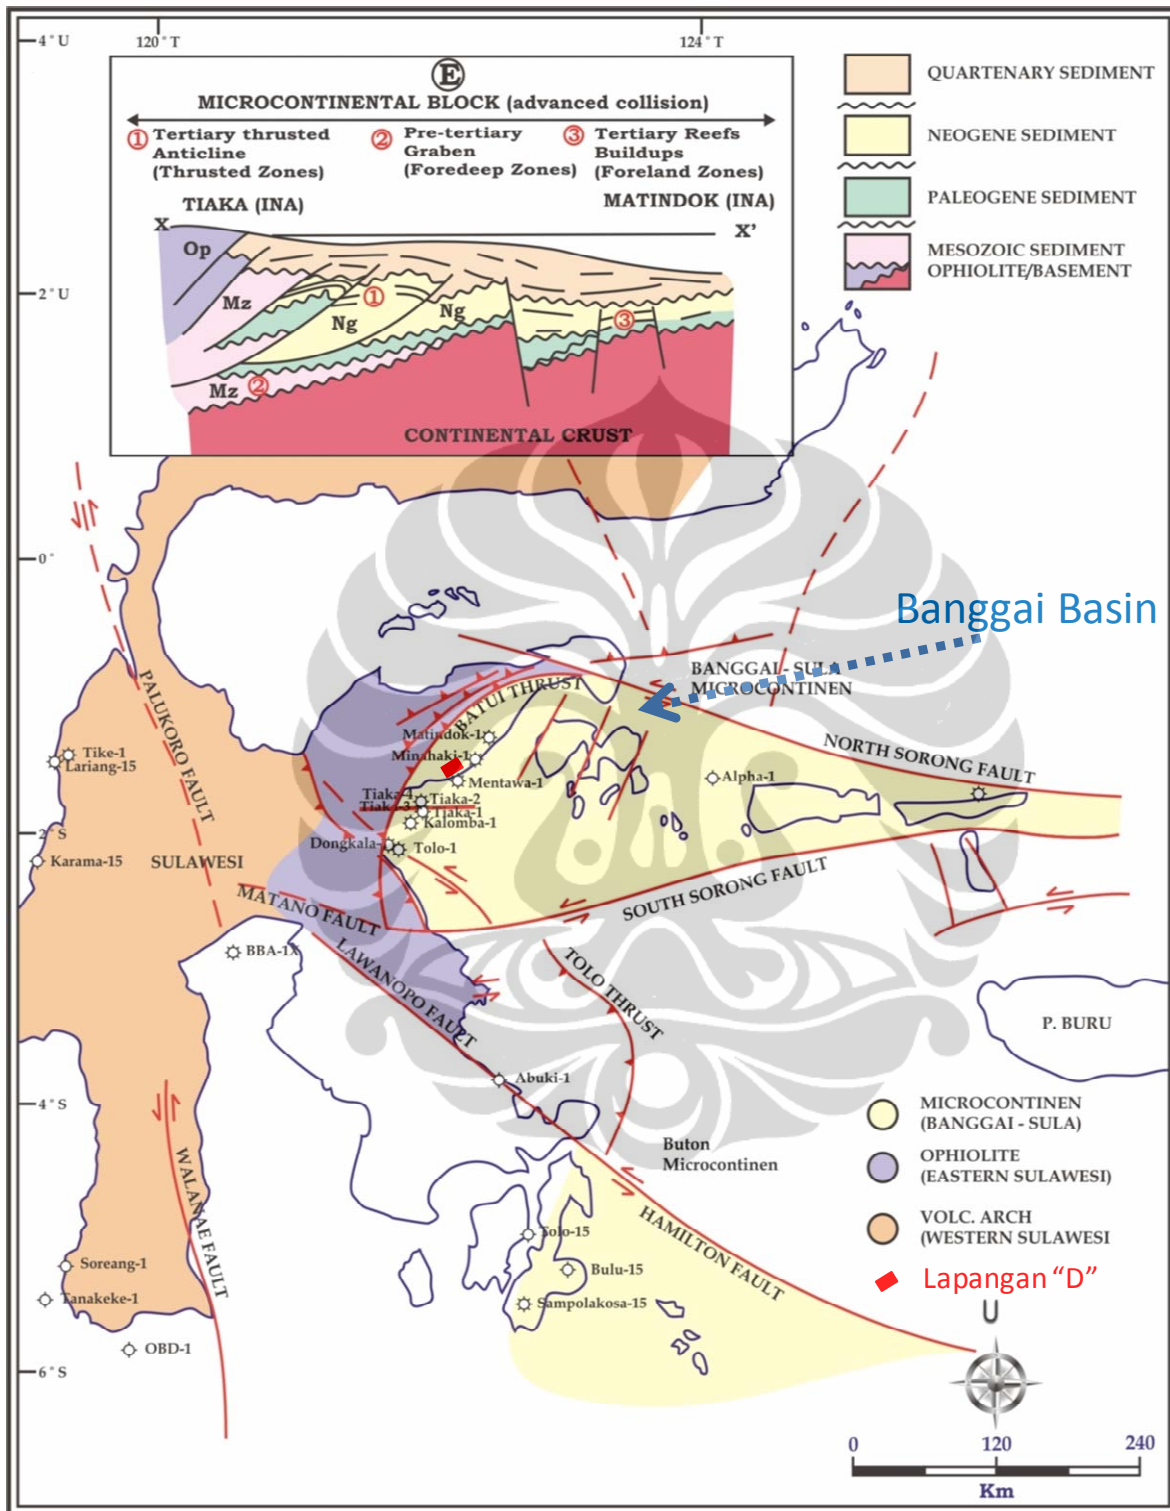 4°U
120°T
124°T
E
MICROCONTINENTAL BLOCK (advanced collision)
1 Tertiary thrusted
Anticline
(Thrusted Zones)
2 Pre-tertiary
Graben
(Foredeep Zones)
3 Tertiary Reefs
Buildups
(Foreland Zones)
TIAKA (INA)
MATINDOK (INA)
X
X'
Op
Mz
1
Ng
Ng
3
Mz
2
CONTINENTAL CRUST
QUARTENARY SEDIMENT
NEOGENE SEDIMENT
PALEOGENE SEDIMENT
MESOZOIC SEDIMENT
OPHIOLITE/BASEMENT
2°U
0°
Banggai Basin
BANGGAI - SULA
MICROCONTINEN
PALUKORO FAULT
BATUI THRUST
Matindok-1
Minahaki-1
Mentawa-1
NORTH SORONG FAULT
Tike-1
Lariang-15
Alpha-1
Tiaka-4
Tiaka-2
Tiaka-3
Tiaka-1
Kalomba-1
2°S
Dongkala-
Tolo-1
Karama-15
SULAWESI
SOUTH SORONG FAULT
MATANO FAULT
LAWANOPO FAULT
BBA-1X
TOLO THRUST
P. BURU
Abuki-1
4°S
MICROCONTINEN
(BANGGAI - SULA)
Buton
Microcontinen
OPHIOLITE
(EASTERN SULAWESI)
WALANAE FAULT
HAMILTON FAULT
VOLC. ARCH
(WESTERN SULAWESI
Tolo-15
Soreang-1
Bulu-15
Lapangan “D”
Tanakeke-1
Sampolakosa-15
U
OBD-1
6°S
0
120
240
Km